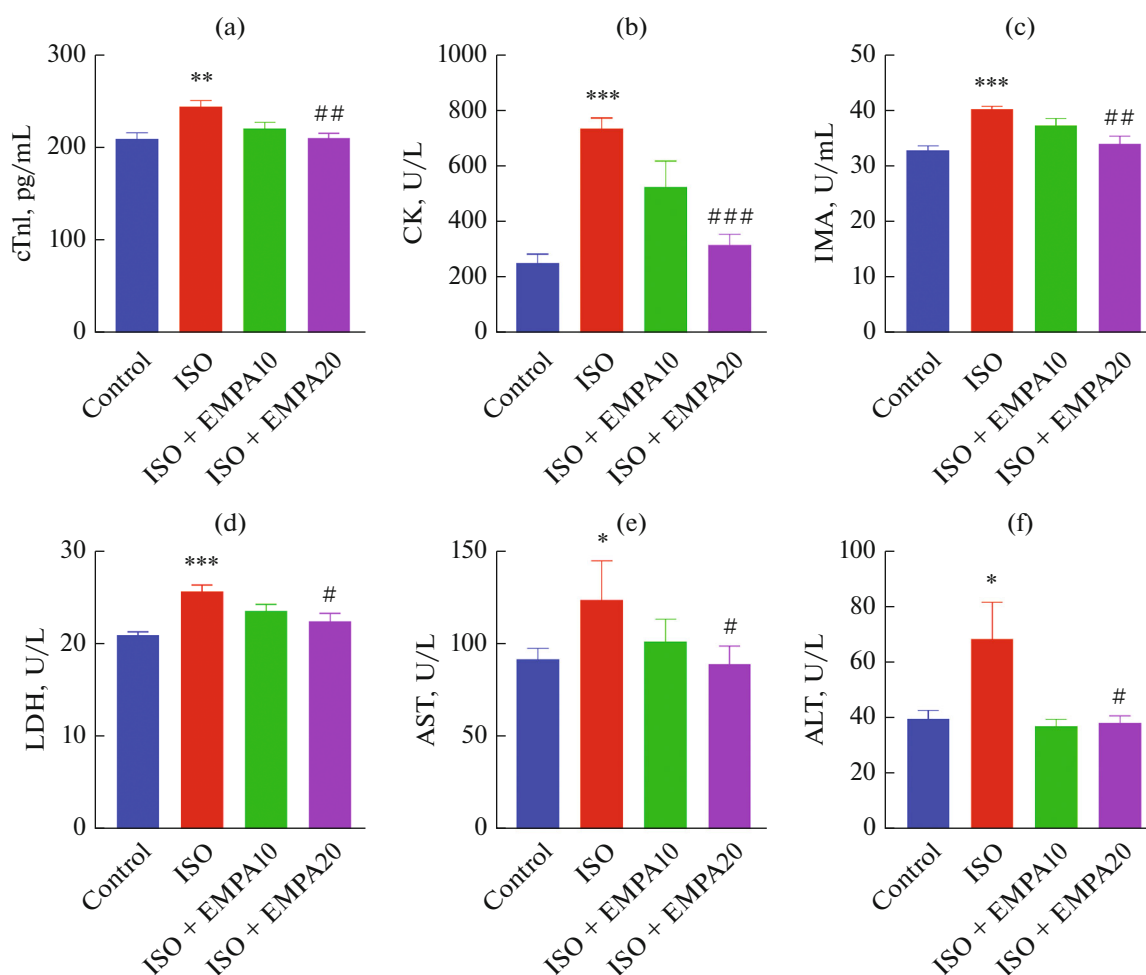 (a)
300
200
100
0
cTnl, pg/mL
**
##
Control
ISO
ISO + EMPA10
ISO + EMPA20
(b)
1000
800
600
400
200
0
CK, U/L
***
###
Control
ISO
ISO + EMPA10
ISO + EMPA20
(c)
50
40
30
20
10
0
IMA, U/mL
***
##
Control
ISO
ISO + EMPA10
ISO + EMPA20
(d)
30
20
10
0
LDH, U/L
***
#
Control
ISO
ISO + EMPA10
ISO + EMPA20
(e)
150
100
50
0
AST, U/L
*
#
Control
ISO
ISO + EMPA10
ISO + EMPA20
(f)
100
80
60
40
20
0
ALT, U/L
*
#
Control
ISO
ISO + EMPA10
ISO + EMPA20